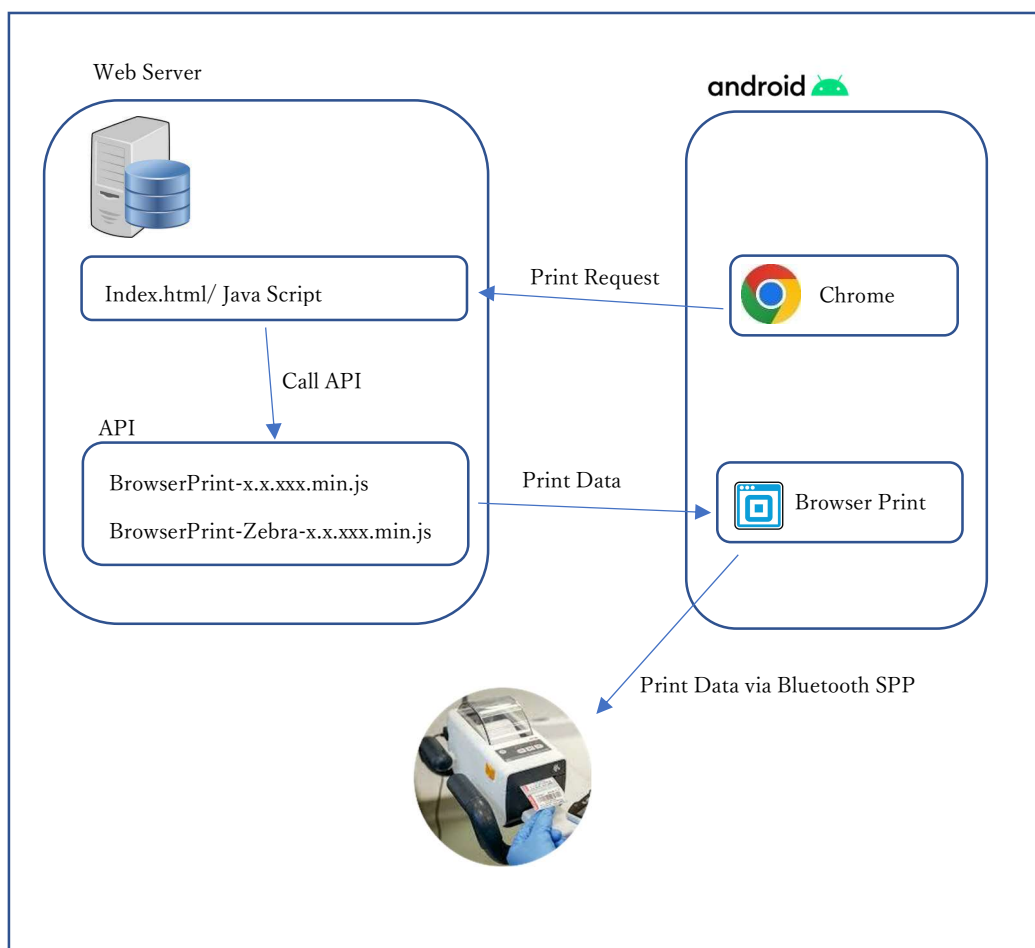 Web Server
android
Index.html/ Java Script
Print Request
Chrome
Call API
API
BrowserPrint-x.x.xxx.min.js
BrowserPrint-Zebra-x.x.xxx.min.js
Print Data
Browser Print
Print Data via Bluetooth SPP